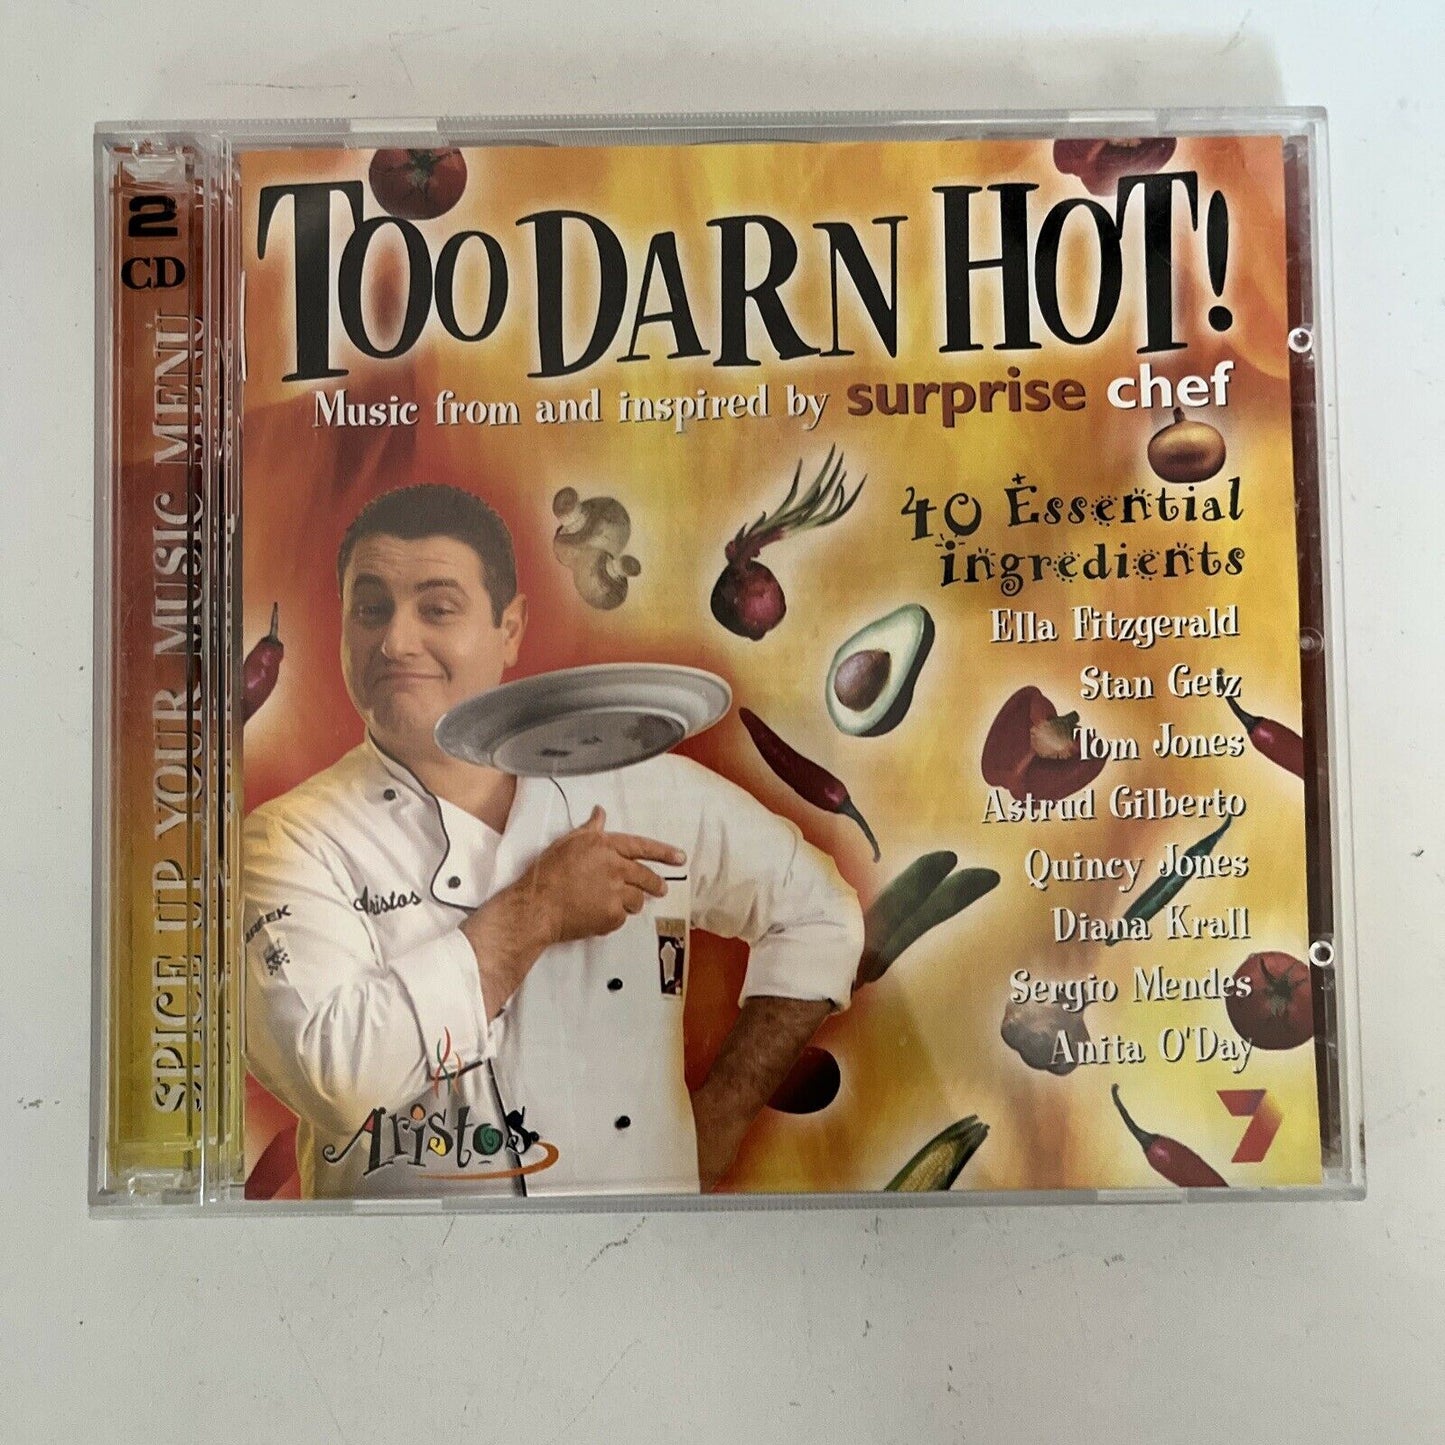 2
CD
SPICE UP YOUR MUSIC MENU
TOO DARN HOT!
Music from and inspired by surprise chef
40 Essential
ingredients
Ella Fitzgerald
Stan Getz
Tom Jones
Astrud Gilberto
Quincy Jones
Diana Krall
Sergio Mendes
Anita O'Day
Aristos
Aristos
7